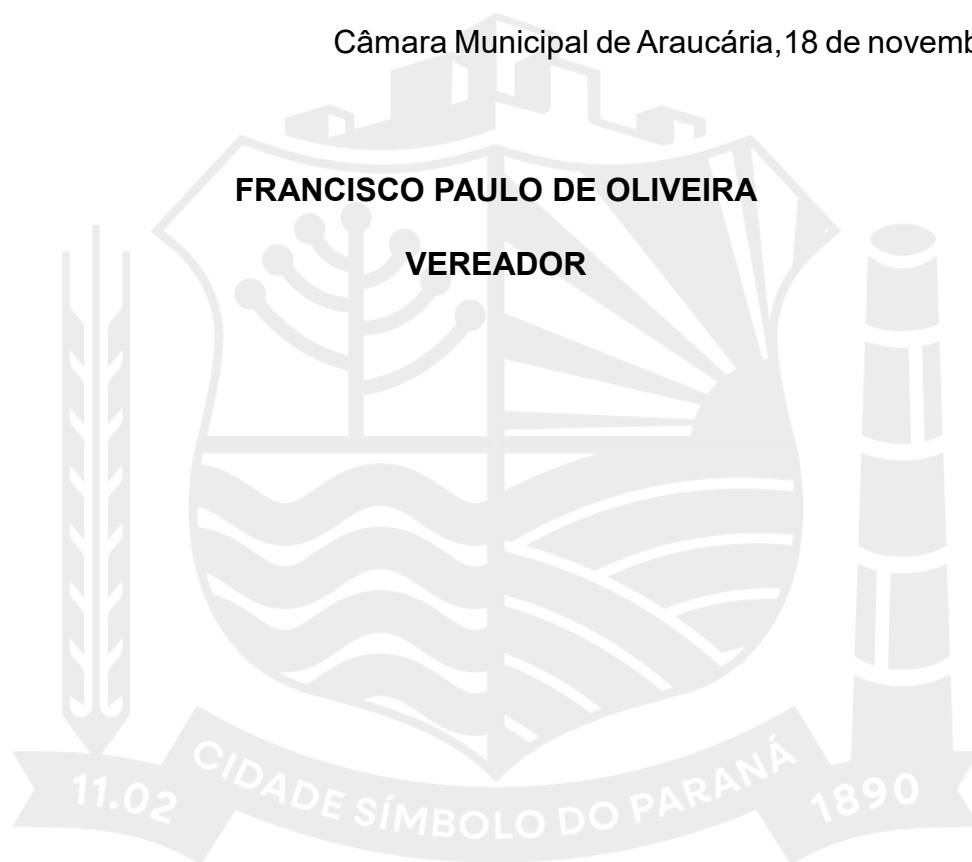 Câmara Municipal de Araucária,18 de novemb
FRANCISCO PAULO DE OLIVEIRA
VEREADOR
CIDADE SÍMBOLO DO PARANÁ
11.02
1890